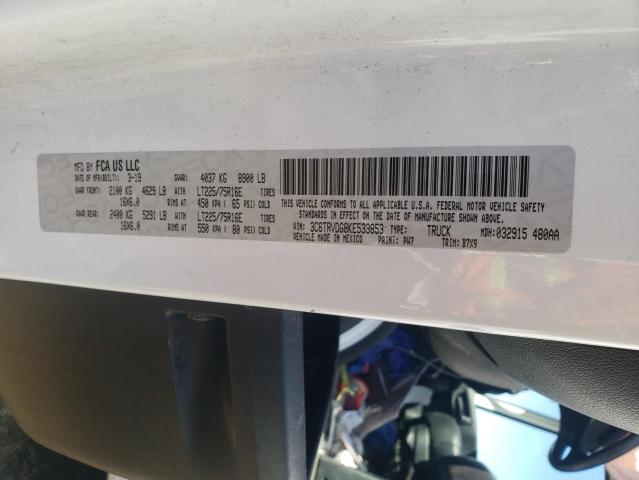 MFD BY FCA US LLC
DATE OF MFR(BUILT): 3-19 GVWR: 4037 KG 8900 LB
GAWR FRONT: 2100 KG 4629 LB WITH LT225/75R16E TIRES
16X6.0 RIMS AT 450 KPA ( 65 PSI) COLD
GAWR REAR: 2400 KG 5291 LB WITH LT225/75R16E TIRES
16X6.0 RIMS AT 550 KPA ( 80 PSI) COLD
THIS VEHICLE CONFORMS TO ALL APPLICABLE U.S.A. FEDERAL MOTOR VEHICLE SAFETY
STANDARDS IN EFFECT ON THE DATE OF MANUFACTURE SHOWN ABOVE.
VIN: 3C6TRVDG8KE533853 TYPE: TRUCK MDH: 032915 480AA
VEHICLE MADE IN MEXICO PAINT: PW7 TRIM: B7X9